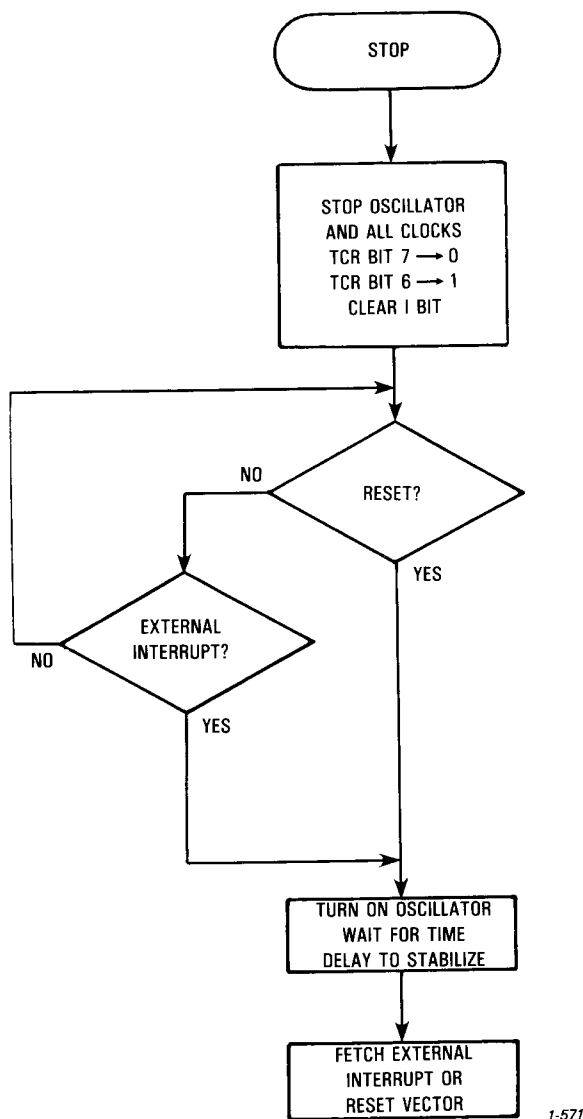 STOP
STOP OSCILLATOR
AND ALL CLOCKS
TCR BIT 7 → 0
TCR BIT 6 → 1
CLEAR I BIT
NO
RESET?
YES
EXTERNAL
INTERRUPT?
NO
YES
TURN ON OSCILLATOR
WAIT FOR TIME
DELAY TO STABILIZE
FETCH EXTERNAL
INTERRUPT OR
RESET VECTOR
1-571